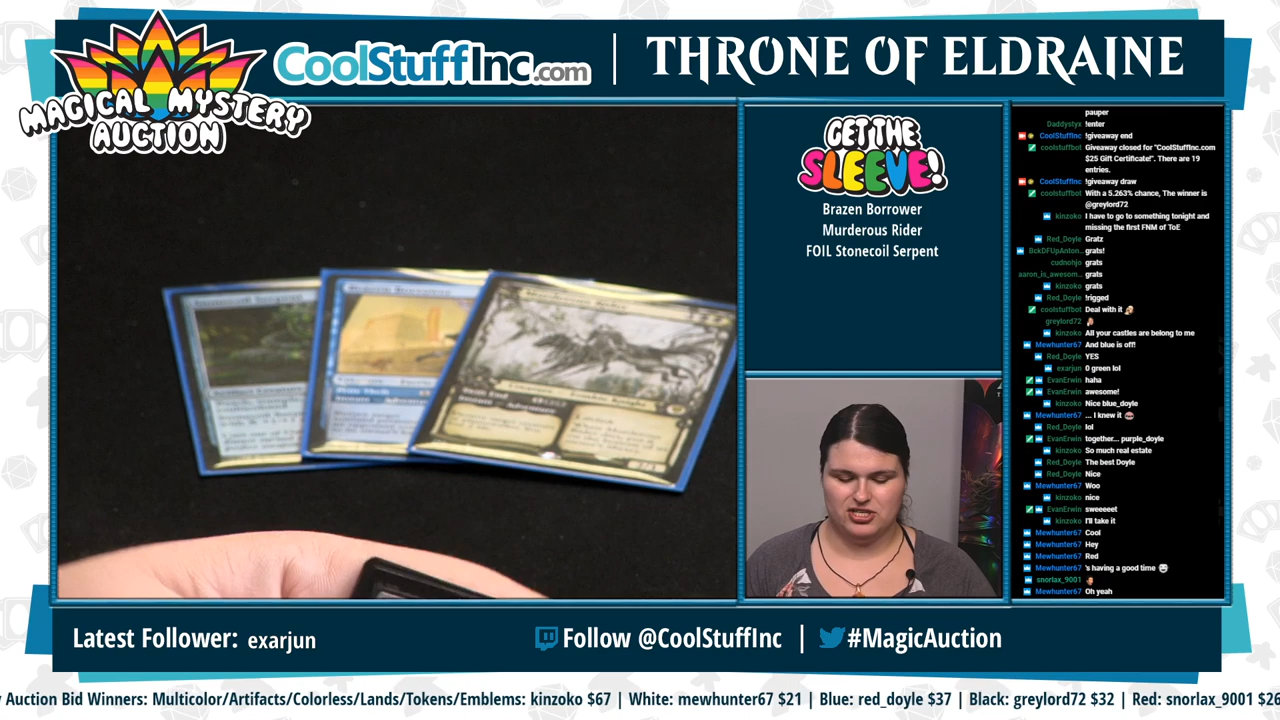 MAGICAL MYSTERY
AUCTION
CoolStuffInc.com
THRONE OF ELDRAINE
GET THE
SLEEVE!
Brazen Borrower
Murderous Rider
FOIL Stonecoil Serpent
pauper
Daddystyx !enter
CoolStuffInc !giveaway end
coolstuffbot Giveaway closed for "CoolStuffInc.com
$25 Gift Certificate!". There are 19
entries.
CoolStuffInc !giveaway draw
coolstuffbot With a 5.263% chance, The winner is
@greylord72
kinzoko I have to go to something tonight and
missing the first FNM of ToE
Red_Doyle Gratz
BckDFUpAnton... grats!
cudnohjo grats
aaron_is_awesom... grats
kinzoko grats
Red_Doyle !rigged
coolstuffbot Deal with it
greylord72
kinzoko All your castles are belong to me
Mewhunter67 And blue is off!
Red_Doyle YES
exarjun 0 green lol
EvanErwin haha
EvanErwin awesome!
kinzoko Nice blue_doyle
Mewhunter67 ... I knew it
Red_Doyle lol
EvanErwin together... purple_doyle
kinzoko So much real estate
Red_Doyle The best Doyle
Red_Doyle Nice
Mewhunter67 Woo
kinzoko nice
EvanErwin sweeeeet
kinzoko I'll take it
Mewhunter67 Cool
Mewhunter67 Hey
Mewhunter67 Red
Mewhunter67 's having a good time
snorlax_9001
Mewhunter67 Oh yeah
Latest Follower: exarjun
Follow @CoolStuffInc | #MagicAuction
Auction Bid Winners: Multicolor/Artifacts/Colorless/Lands/Tokens/Emblems: kinzoko $67 | White: mewhunter67 $21 | Blue: red_doyle $37 | Black: greylord72 $32 | Red: snorlax_9001 $26